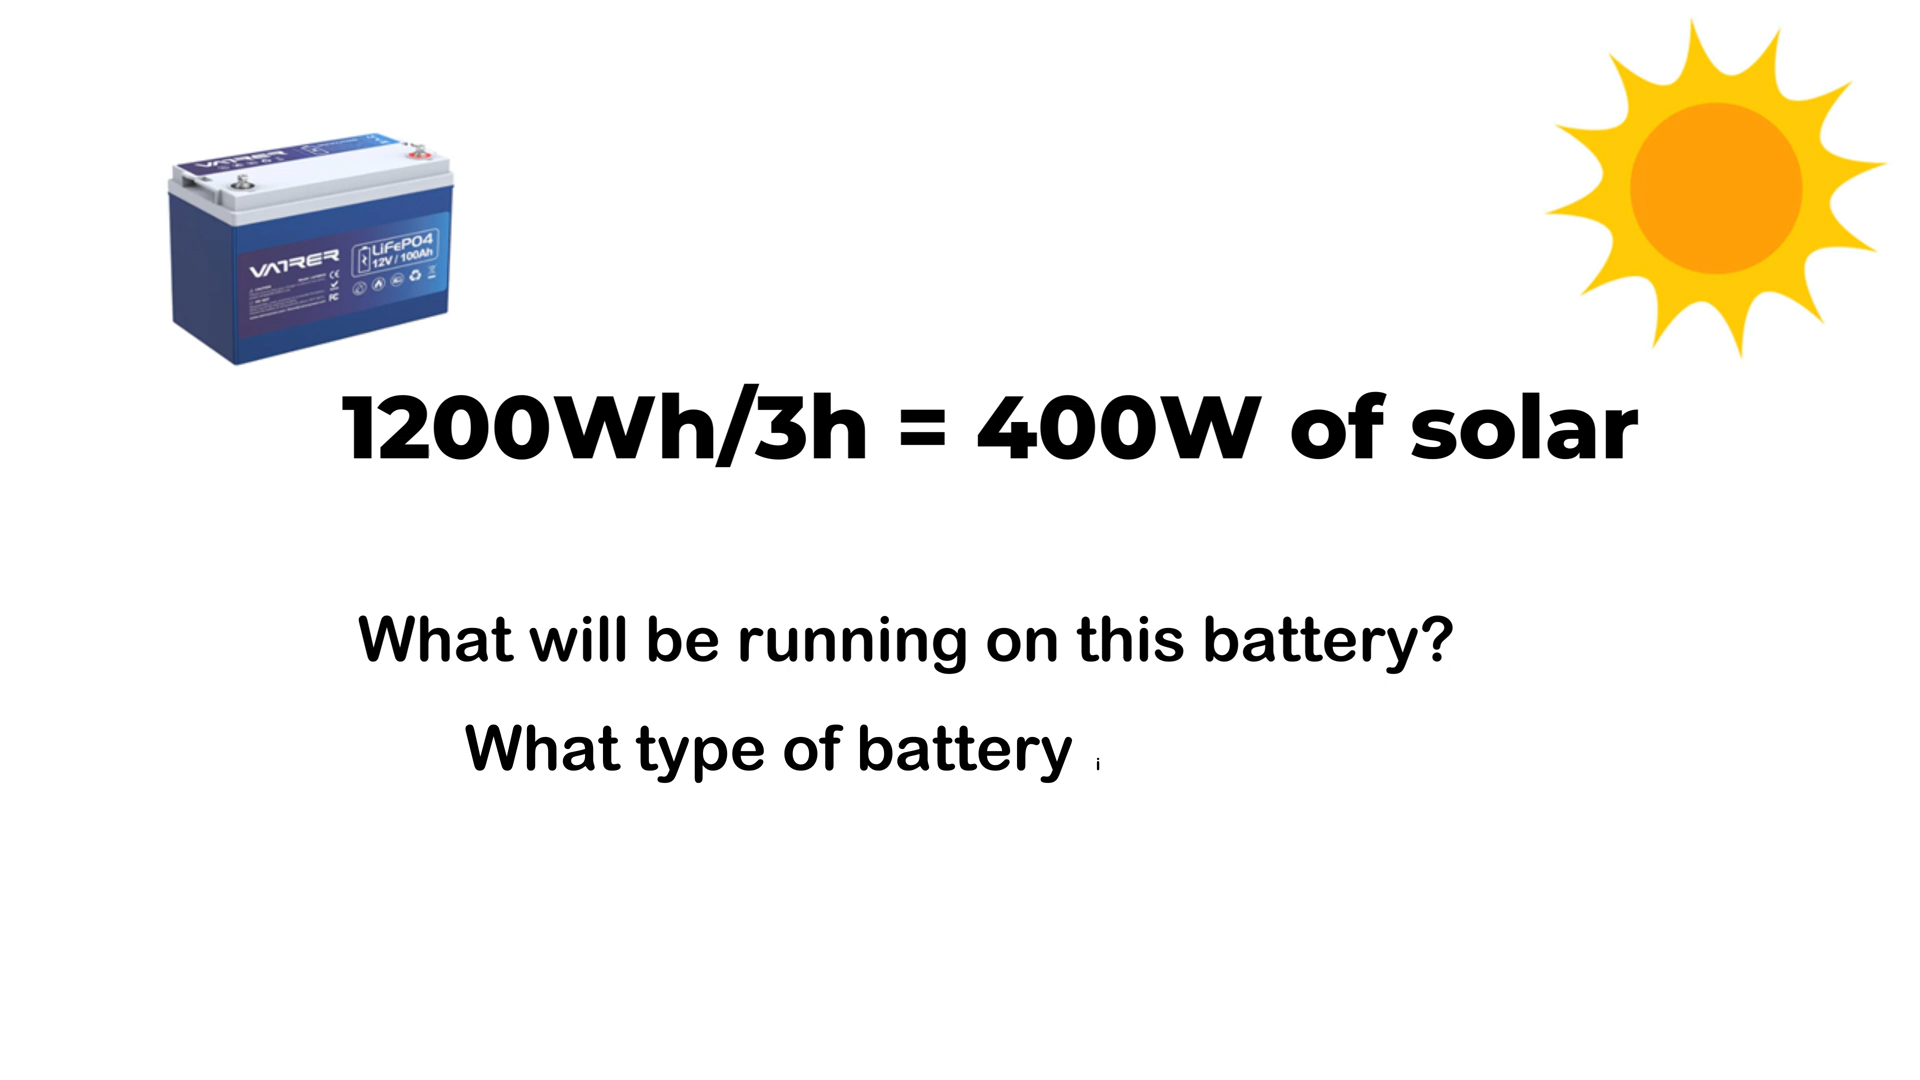 VATRER
VATRER
LiFePO4
12V / 100Ah
1200Wh/3h = 400W of solar
What will be running on this battery?
What type of battery i